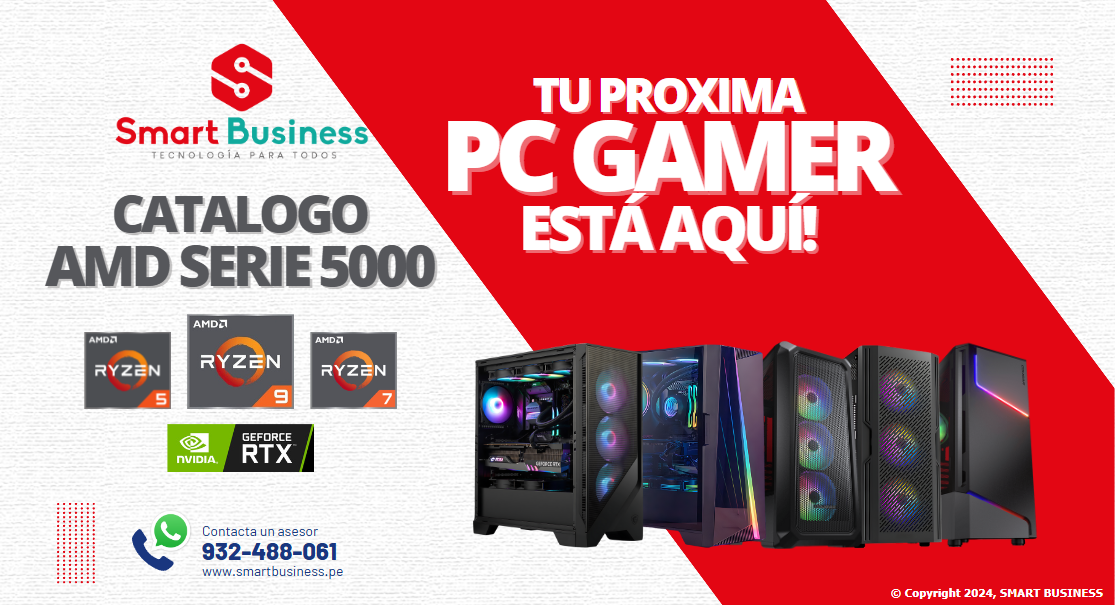 Smart Business
TECNOLOGÍA PARA TODOS
CATALOGO
AMD SERIE 5000
AMD
RYZEN
5
AMD
RYZEN
9
AMD
RYZEN
7
NVIDIA.
GEFORCE
RTX
Contacta un asesor
932-488-061
www.smartbusiness.pe
TU PROXIMA
PC GAMER
ESTÁ AQUÍ!
GEFORCE RTX
© Copyright 2024, SMART BUSINESS